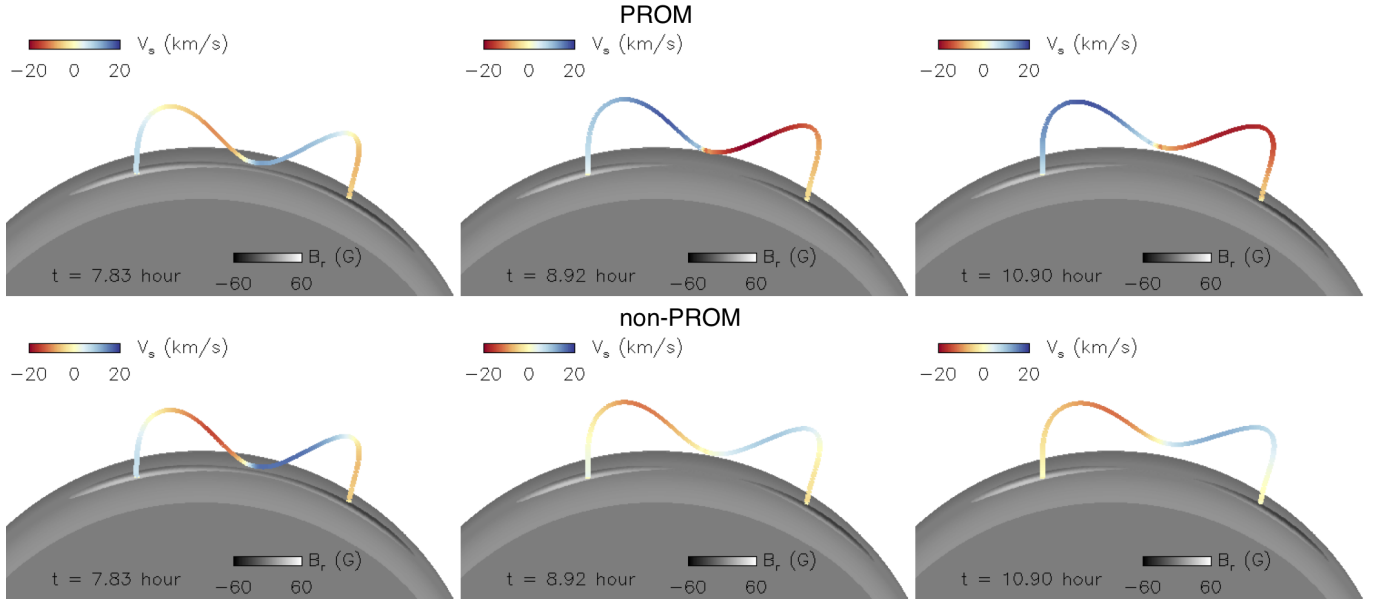 PROM
V_s (km/s) V_s (km/s) V_s (km/s)
−20 0 20 −20 0 20 −20 0 20
B_r (G) B_r (G) B_r (G)
t = 7.83 hour t = 8.92 hour t = 10.90 hour
−60 60 −60 60 −60 60
non-PROM
V_s (km/s) V_s (km/s) V_s (km/s)
−20 0 20 −20 0 20 −20 0 20
B_r (G) B_r (G) B_r (G)
t = 7.83 hour t = 8.92 hour t = 10.90 hour
−60 60 −60 60 −60 60